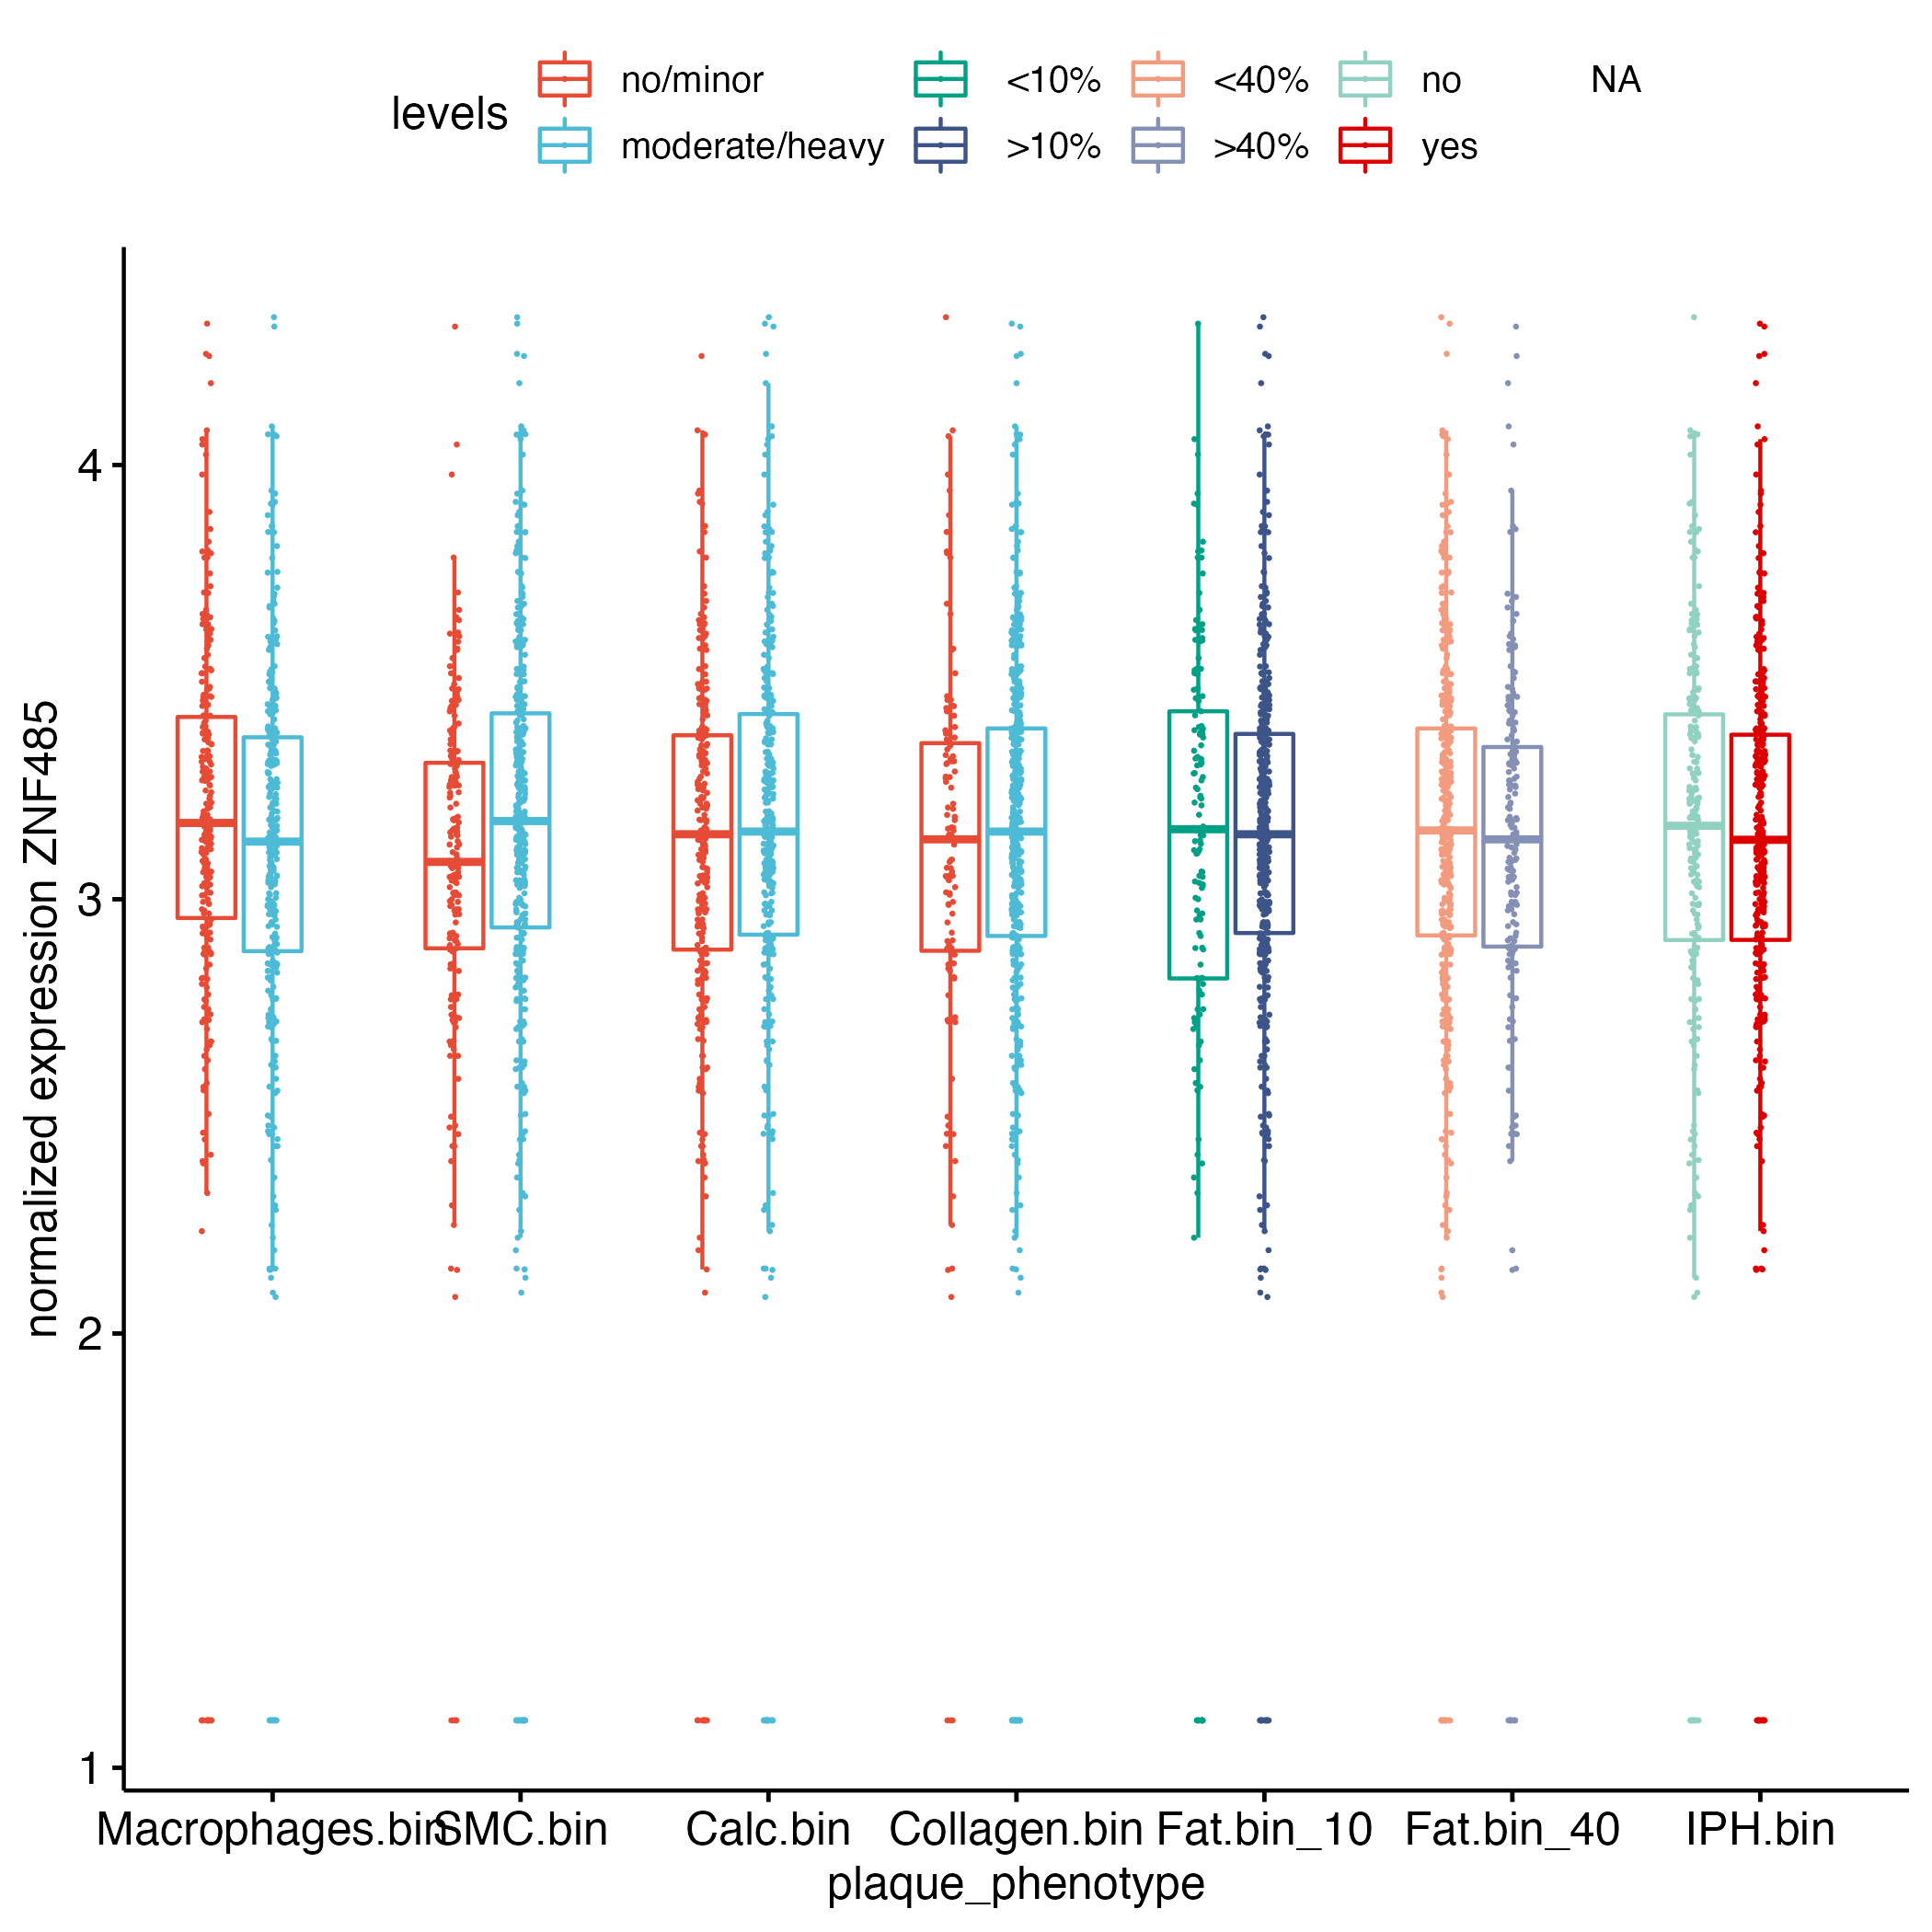 levels
no/minor <10% <40% no NA
moderate/heavy >10% >40% yes
normalized expression ZNF485
4
3
2
1
Macrophages.bin SMC.bin Calc.bin Collagen.bin Fat.bin_10 Fat.bin_40 IPH.bin
plaque_phenotype